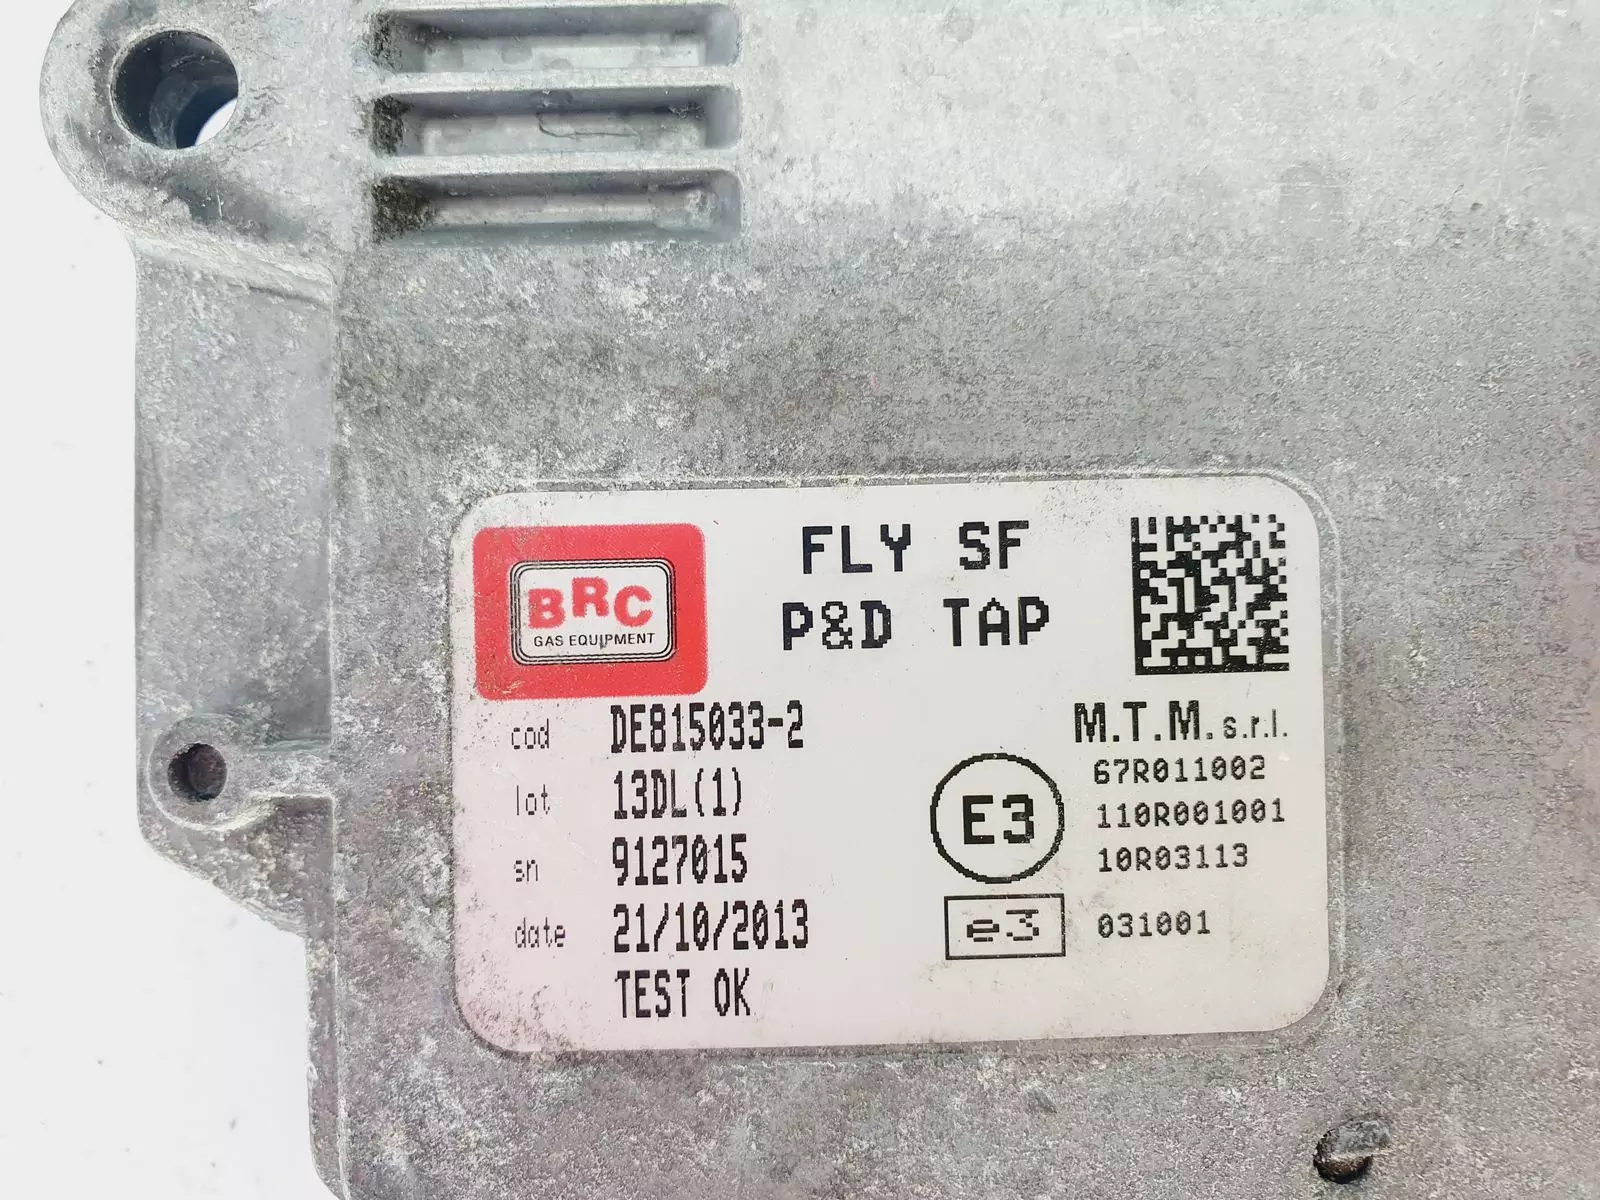 BRC
GAS EQUIPMENT
FLY SF
P&D TAP
cod DE815033-2
lot 13DL(1)
sn 9127015
date 21/10/2013
TEST OK
M.T.M. s.r.l.
E3
67R011002
110R001001
10R03113
e3 031001